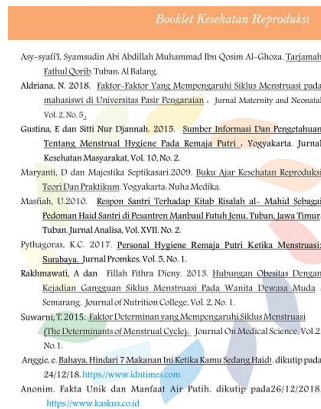 Booklet Kesehatan Reproduksi
Asy-syafi'I, Syamsudin Abi Abdillah Muhammad Ibn Qosim Al-Ghoza. Tarjamah
Fathul Qorib. Tuban. Al Balang.
Aldriana, N. 2018. Faktor-Faktor Yang Mempengaruhi Siklus Menstruasi pada
mahasiswi di Universitas Pasir Pengaraian . Jurnal Maternity and Neonatal
Vol. 2, No. 5.
Gustina, E dan Sitti Nur Djannah. 2015. Sumber Informasi Dan Pengetahuan
Tentang Menstrual Hygiene Pada Remaja Putri . Yogyakarta. Jurnal
Kesehatan Masyarakat, Vol. 10, No. 2.
Maryanti, D dan Majestika Septikasari.2009. Buku Ajar Kesehatan Reproduksi
Teori Dan Praktikum. Yogyakarta: Nuha Medika.
Masfiah, U.2010. Respon Santri Terhadap Kitab Risalah al- Mahid Sebagai
Pedoman Haid Santri di Pesantren Manbaul Futuh Jenu, Tuban, Jawa Timur.
Tuban. Jurnal Analisa, Vol. XVII. No. 2.
Pythagoras, K.C. 2017. Personal Hygiene Remaja Putri Ketika Menstruasi:
Surabaya. Jurnal Promkes, Vol. 5, No. 1.
Rakhmawati, A dan Fillah Fithra Dieny. 2013. Hubungan Obesitas Dengan
Kejadian Gangguan Siklus Menstruasi Pada Wanita Dewasa Muda .
Semarang. Journal of Nutrition College, Vol. 2, No. 1.
Suwarni,T.2015. Faktor Determinan yang Mempengaruhi Siklus Menstruasi
(The Determinants of Menstrual Cycle). Journal On Medical Science, Vol.2
No.1.
Anggie, e. Bahaya, Hindari 7 Makanan Ini Ketika Kamu Sedang Haid!. dikutip pada
24/12/18. https://www.idntimes.com
Anonim. Fakta Unik dan Manfaat Air Putih. dikutip pada26/12/2018.
https://www.kaskus.co.id